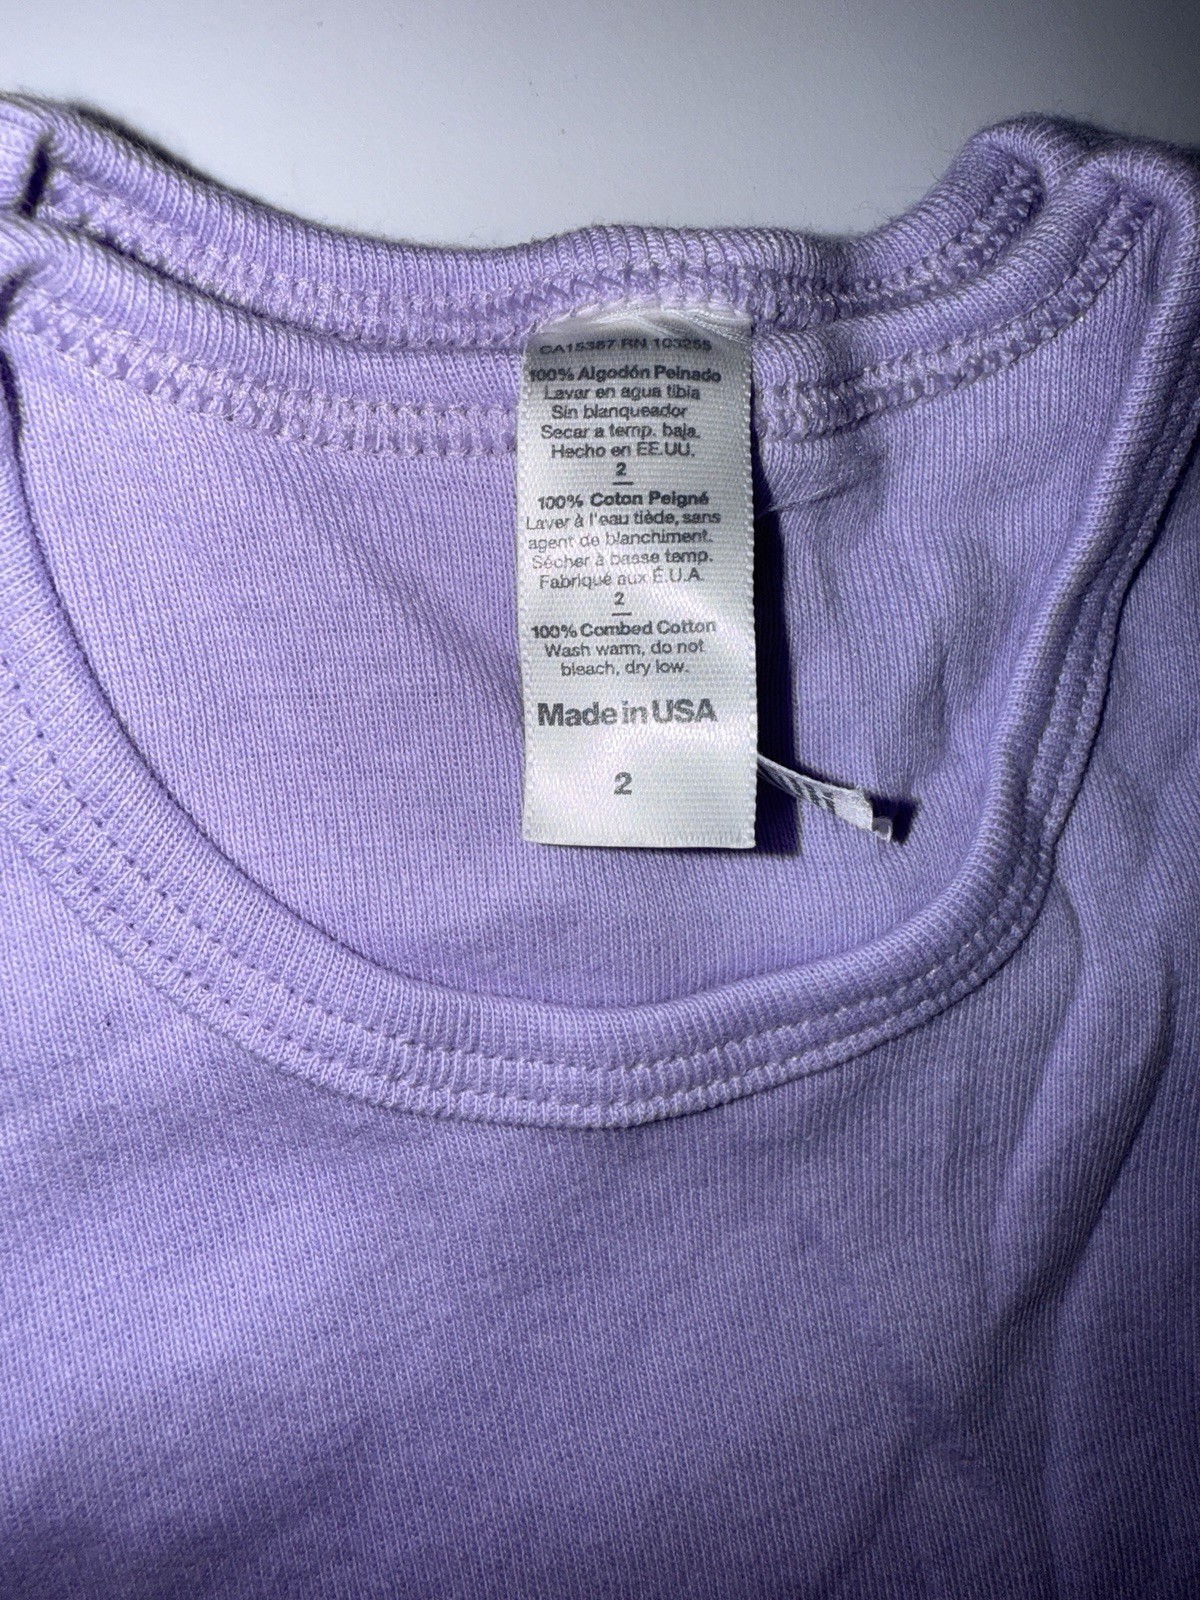 CA15387 RN 103255
100% Algodón Peinado
Lavar en agua tibia
Sin blanqueador
Secar a temp. baja.
Hecho en EE.UU.
2
100% Coton Peigné
Laver à l'eau tiède, sans
agent de blanchiment.
Sécher à basse temp.
Fabriqué aux É.U.A.
2
100% Combed Cotton
Wash warm, do not
bleach, dry low.
Made in USA
2